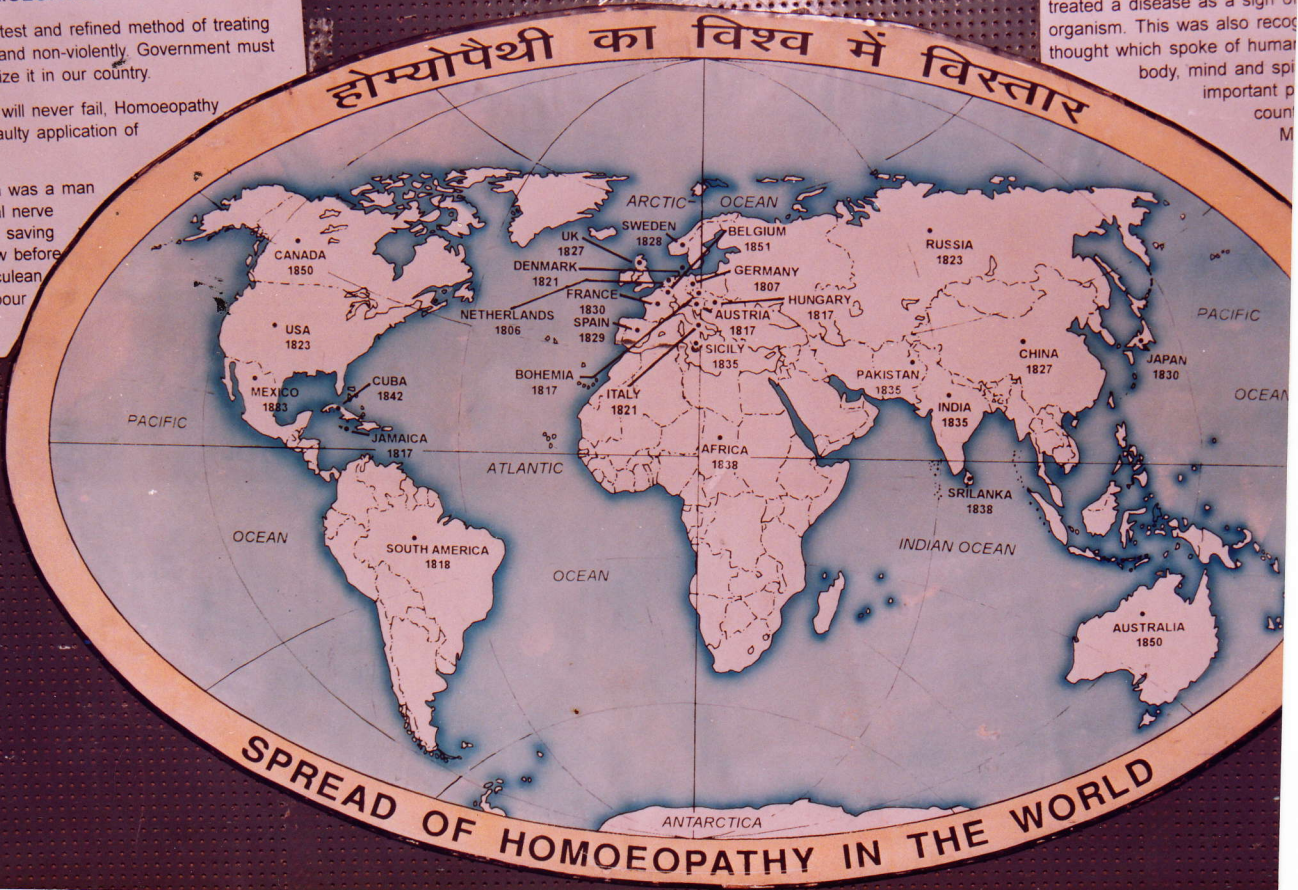 test and refined method of treating
and non-violently. Government must
ize it in our country.
will never fail, Homoeopathy
aulty application of
was a man
nerve
saving
before
treated a disease as a sign
organism. This was also
thought which spoke of
body, mind and
important
होम्योपैथी का विश्व में विस्तार
ARCTIC OCEAN
SWEDEN
1828
UK
1827
BELGIUM
1851
RUSSIA
1823
CANADA
1850
DENMARK
1821
GERMANY
1807
FRANCE
1830
HUNGARY
1817
NETHERLANDS
1806
AUSTRIA
1817
PACIFIC
OCEAN
SPAIN
1829
USA
1823
SICILY
1835
CHINA
1827
JAPAN
1830
BOHEMIA
1817
PAKISTAN
1835
MEXICO
1883
CUBA
1842
ITALY
1821
INDIA
1835
PACIFIC
OCEAN
JAMAICA
1817
AFRICA
1838
ATLANTIC
OCEAN
SRILANKA
1838
SOUTH AMERICA
1818
INDIAN OCEAN
AUSTRALIA
1850
ANTARCTICA
SPREAD OF HOMOEOPATHY IN THE WORLD